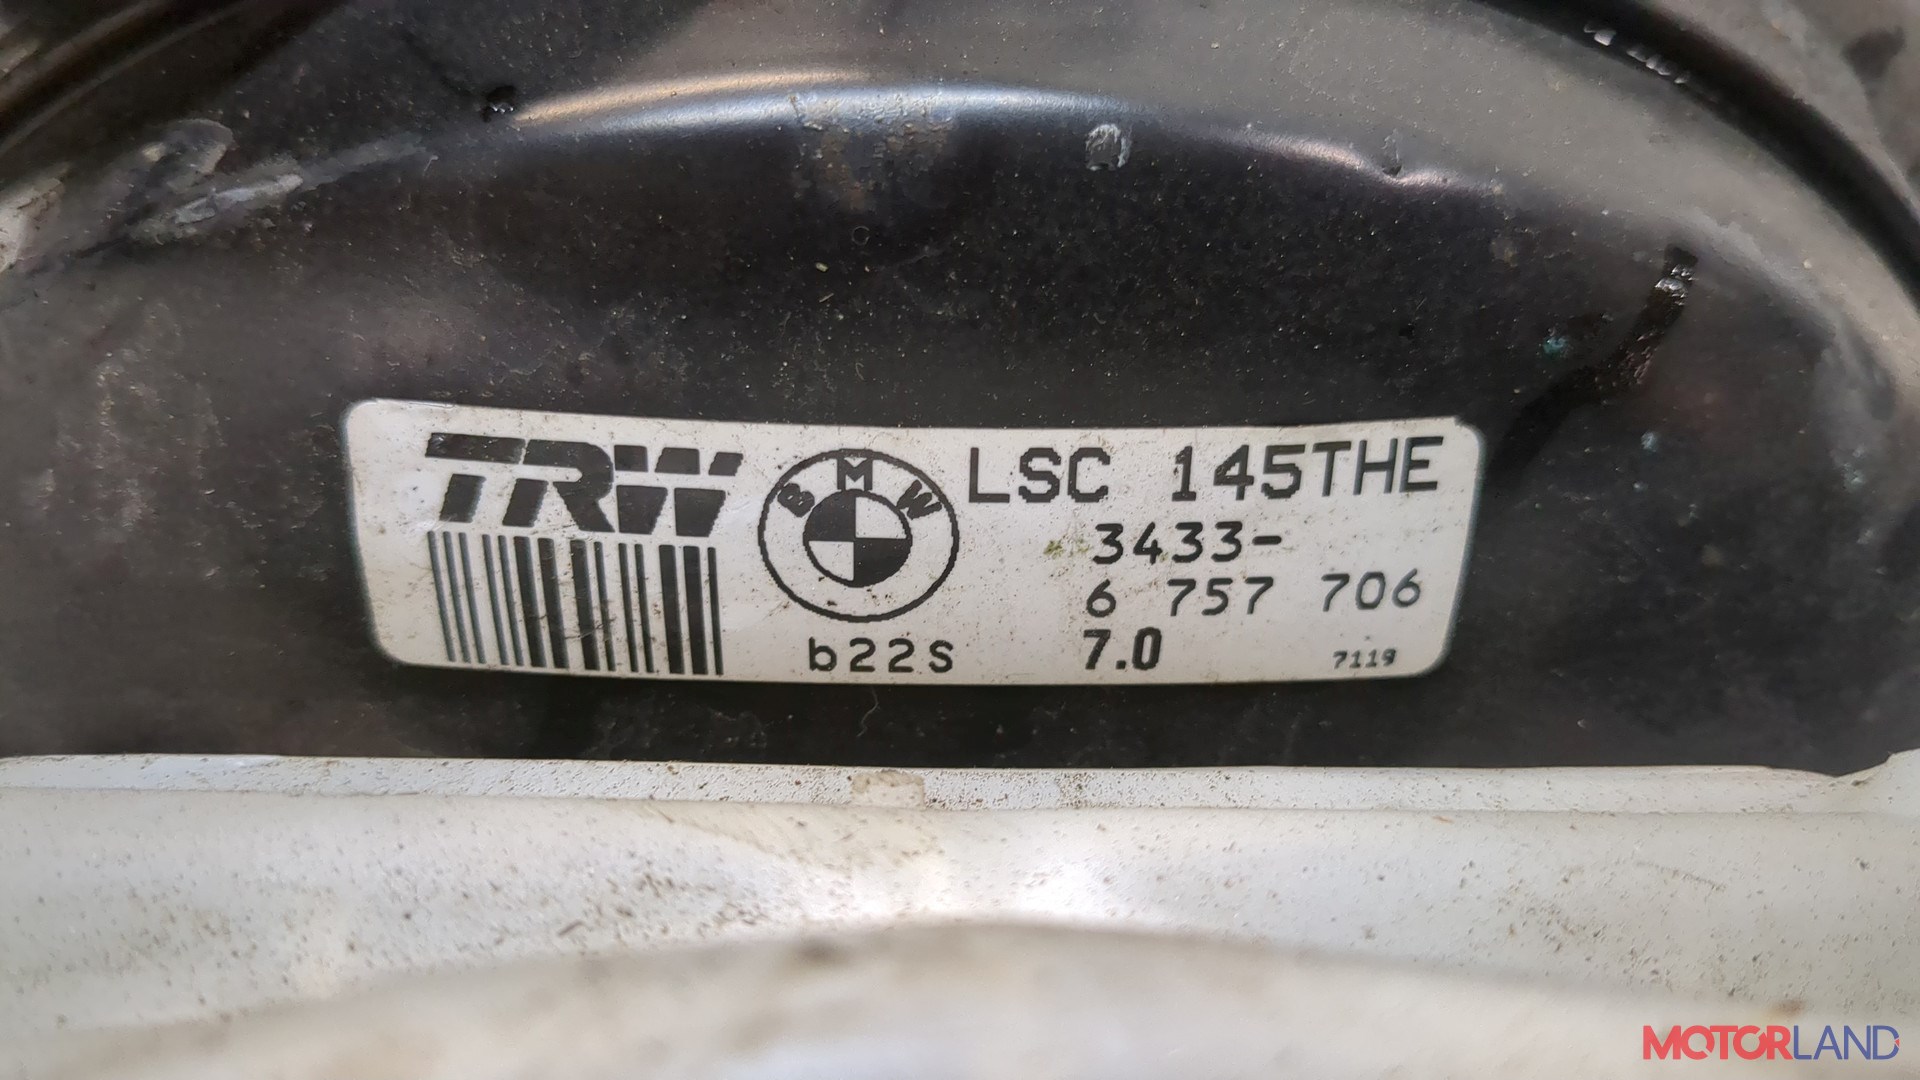 TRW
BMW
LSC 145THE
3433-
6 757 706
b22S
7.0
7119
MOTORLAND